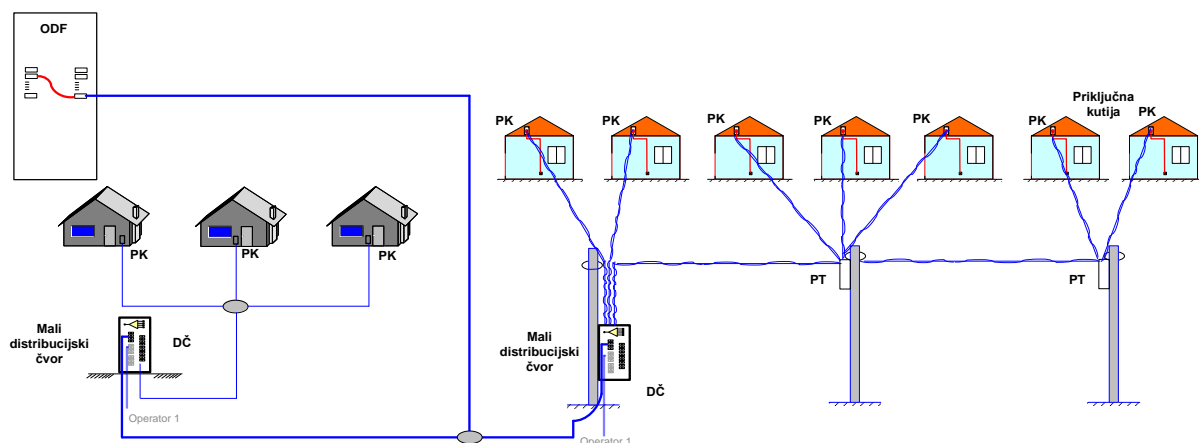 ODF
PK
PK
PK
Mali
distribucijski
čvor
DČ
Operator 1
PK
PK
PK
PK
PK
PK
Priključna
kutija
PK
PT
PT
Mali
distribucijski
čvor
DČ
Operator 1